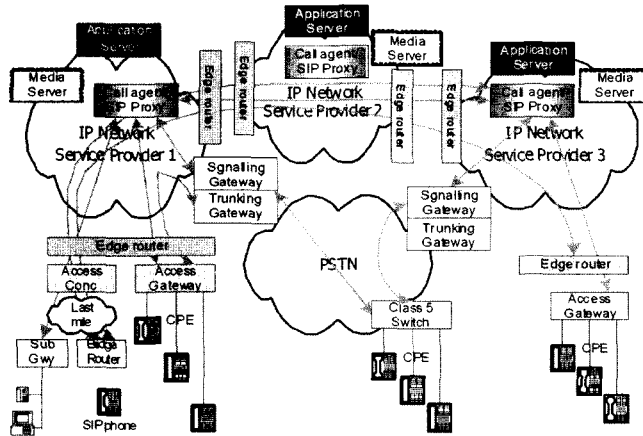 Application
Server
Media
Server
Call agent/
SIP Proxy
IP Network
Service Provider 1
Edge router
Edge router
Application
Server
Media
Server
Call agent/
SIP Proxy
IP Network
Service Provider 2
Edge router
Edge router
Application
Server
Media
Server
Call agent/
SIP Proxy
IP Network
Service Provider 3
Sgnalling
Gateway
Trunking
Gateway
Sgnalling
Gateway
Trunking
Gateway
PSTN
Edge router
Access
Conc
Access
Gateway
Last
mile
Sub
Gwy
Edge
Router
CPE
SIP phone
Class 5
Switch
CPE
Edge router
Access
Gateway
CPE